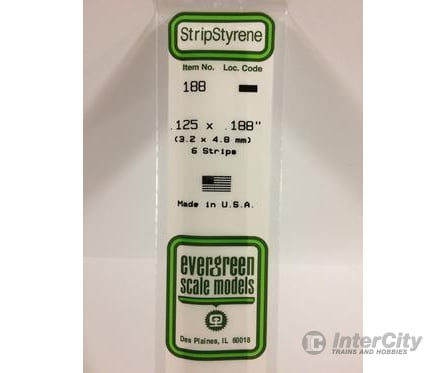 StripStyrene
Item No. Loc. Code
188
.125 x .188"
(3.2 x 4.8 mm)
6 Strips
Made in U.S.A.
evergreen
scale models
Des Plaines, IL 60018
IC InterCity
TRAINS AND HOBBIES